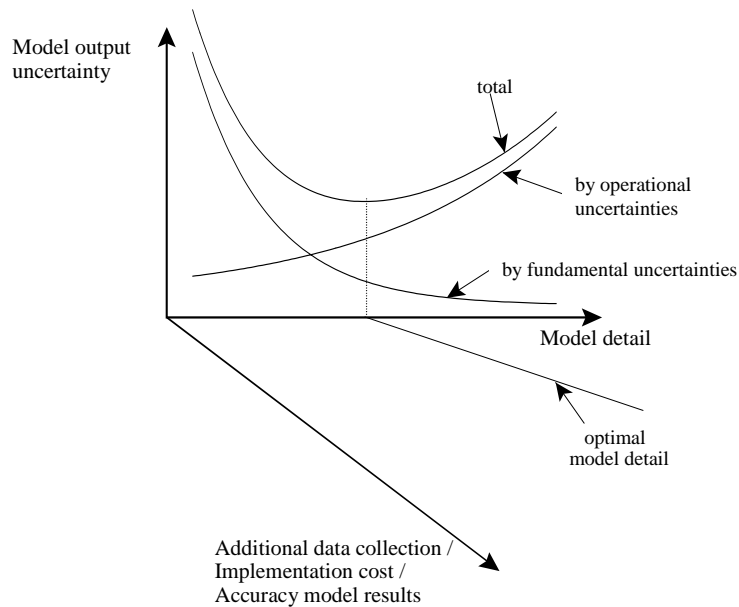 Model output
uncertainty
total
by operational
uncertainties
by fundamental uncertainties
Model detail
optimal
model detail
Additional data collection /
Implementation cost /
Accuracy model results